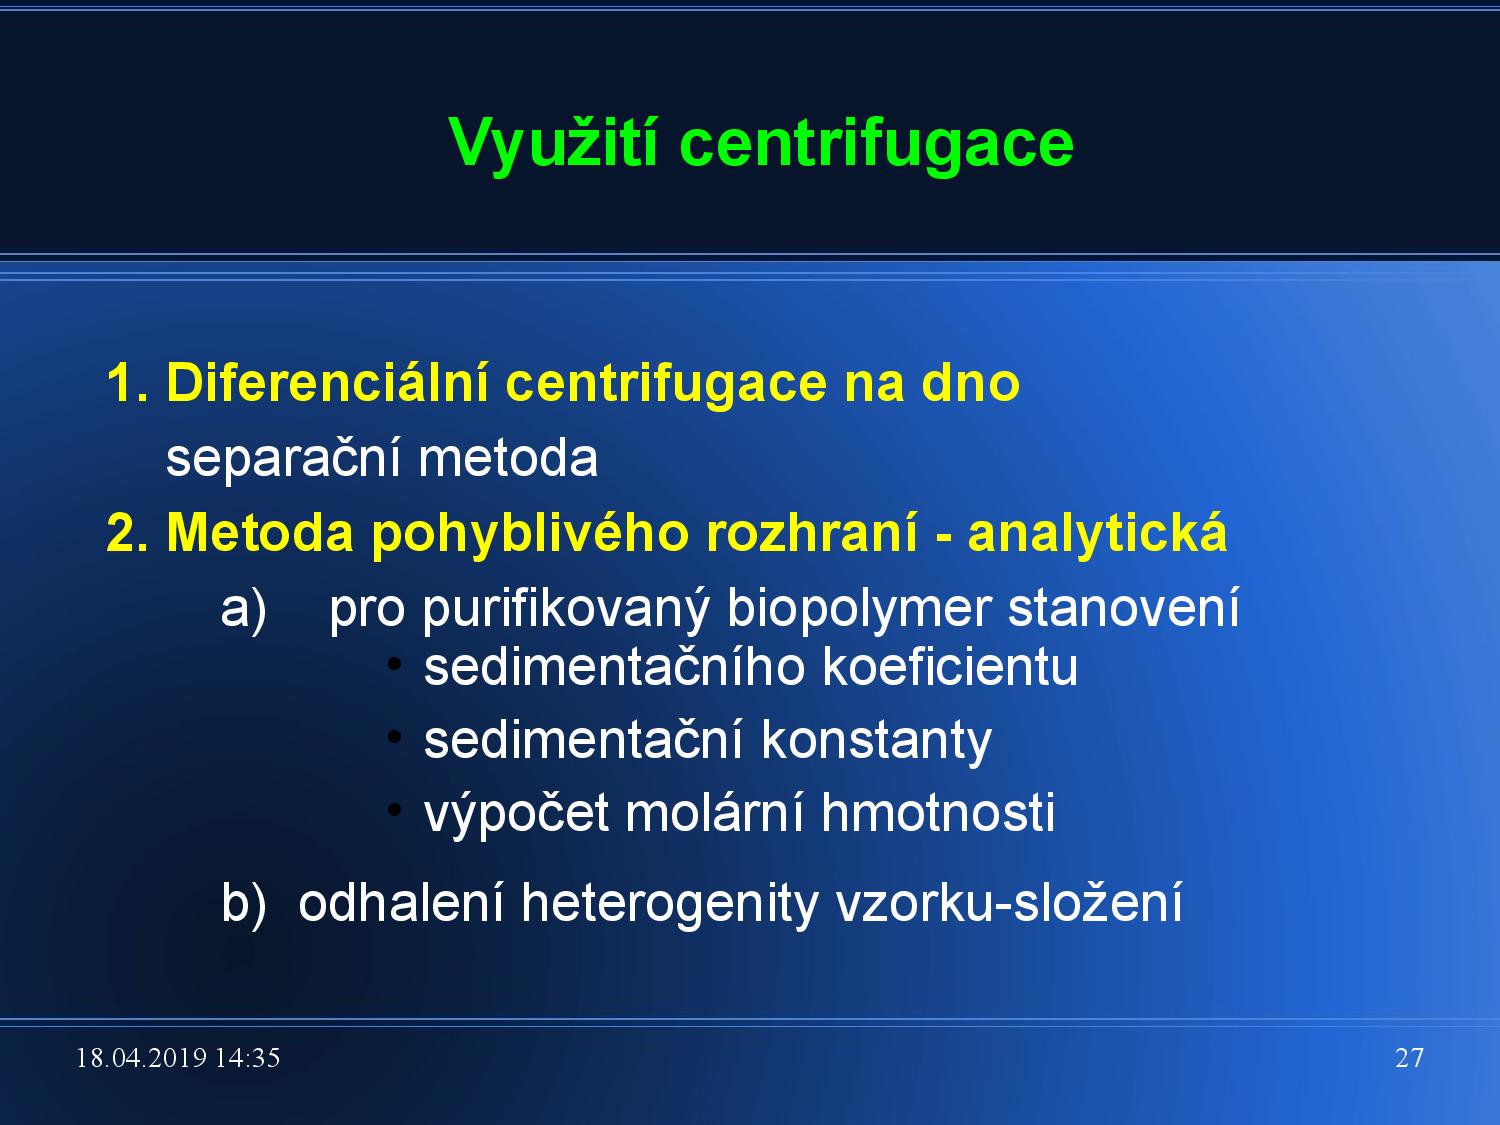 Využití centrifugace
1. Diferenciální centrifugace na dno
separační metoda
2. Metoda pohyblivého rozhraní - analytická
a) pro purifikovaný biopolymer stanovení
• sedimentačního koeficientu
• sedimentační konstanty
• výpočet molární hmotnosti
b) odhalení heterogenity vzorku-složení
18.04.2019 14:35
27